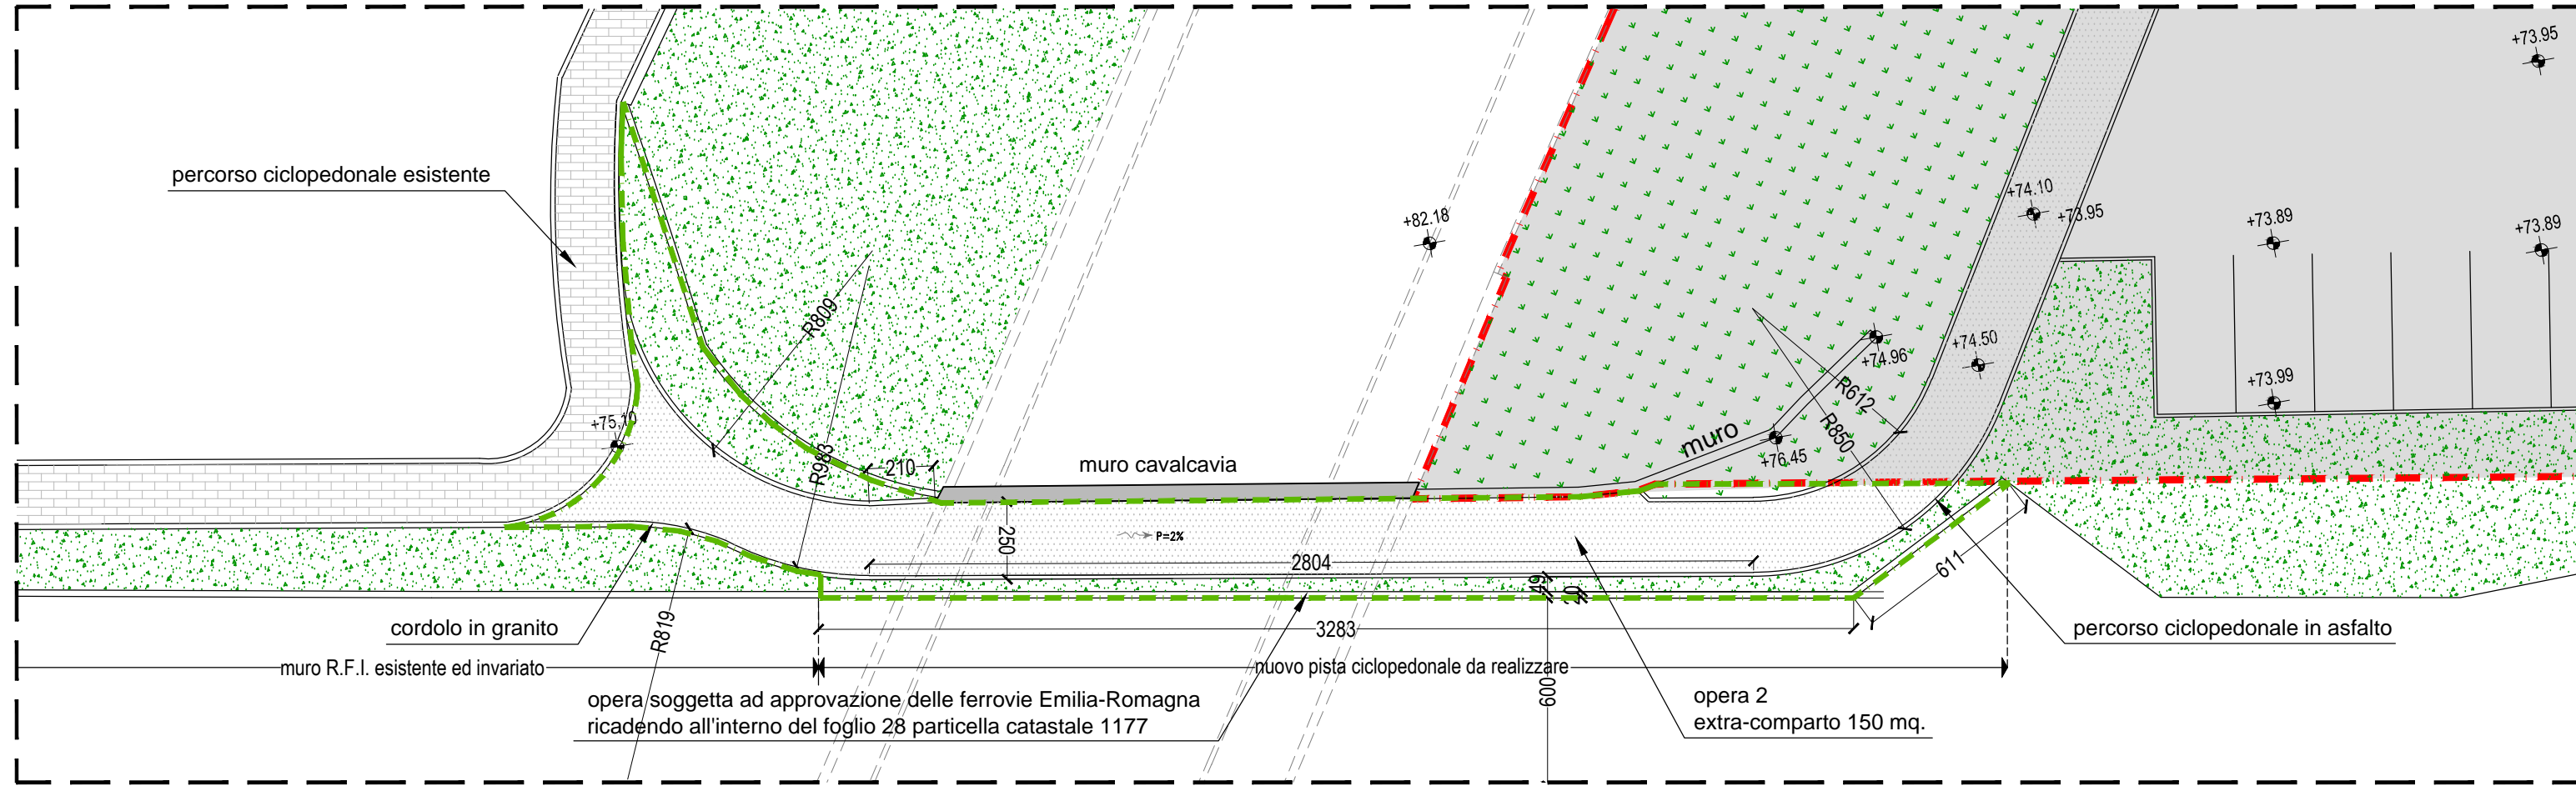 +73.95
percorso ciclopedonale esistente
+74.10
+73.95
+82.18
+73.89
+73.89
R809
+74.50
+74.96
R612
+73.99
+75,10
R850
muro
+76.45
muro cavalcavia
210
R983
250
P=2%
2804
611
49
20
cordolo in granito
R819
3283
percorso ciclopedonale in asfalto
muro R.F.I. esistente ed invariato
nuovo pista ciclopedonale da realizzare
600
opera soggetta ad approvazione delle ferrovie Emilia-Romagna
ricadendo all'interno del foglio 28 particella catastale 1177
opera 2
extra-comparto 150 mq.